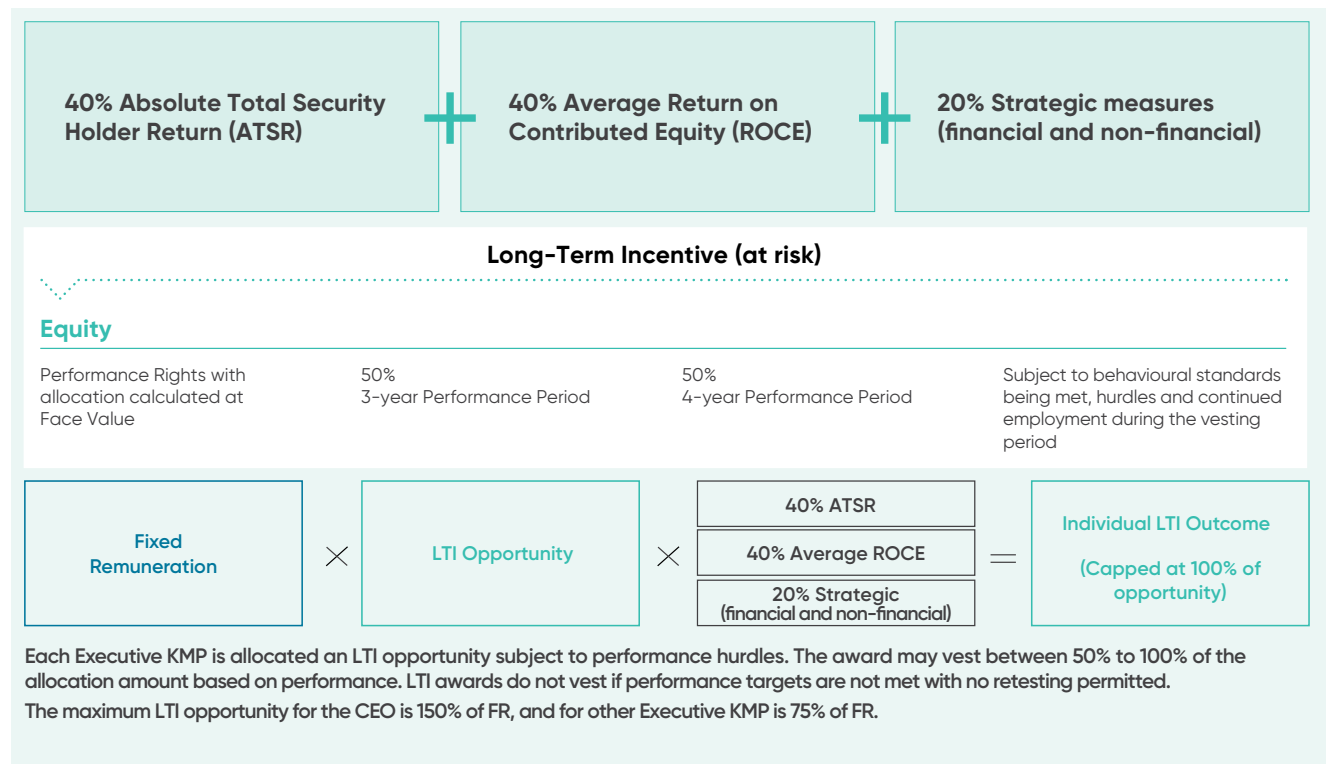 40% Absolute Total Security
Holder Return (ATSR)
+
40% Average Return on
Contributed Equity (ROCE)
+
20% Strategic measures
(financial and non-financial)
Long-Term Incentive (at risk)
Equity
Performance Rights with
allocation calculated at
Face Value
50%
3-year Performance Period
50%
4-year Performance Period
Subject to behavioural standards
being met, hurdles and continued
employment during the vesting
period
Fixed
Remuneration
×
LTI Opportunity
×
40% ATSR
40% Average ROCE
20% Strategic
(financial and non-financial)
=
Individual LTI Outcome
(Capped at 100% of
opportunity)
Each Executive KMP is allocated an LTI opportunity subject to performance hurdles. The award may vest between 50% to 100% of the
allocation amount based on performance. LTI awards do not vest if performance targets are not met with no retesting permitted.
The maximum LTI opportunity for the CEO is 150% of FR, and for other Executive KMP is 75% of FR.